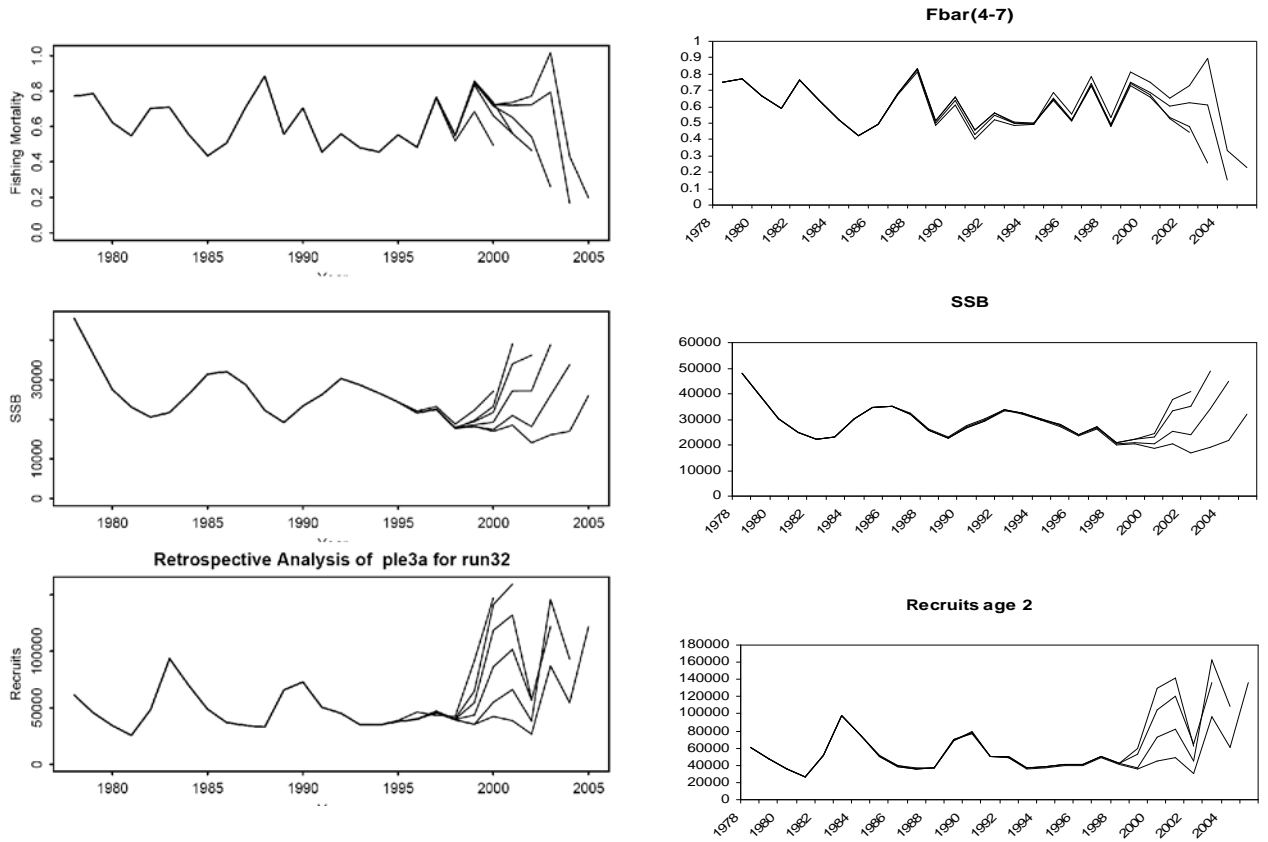 Fishing Mortality
0.0 0.2 0.4 0.6 0.8 1.0
1980 1985 1990 1995 2000 2005
SSB
0 10000 30000
1980 1985 1990 1995 2000 2005
Retrospective Analysis of ple3a for run32
Recruits
0 50000 100000
1980 1985 1990 1995 2000 2005
Fbar(4-7)
1
0.9
0.8
0.7
0.6
0.5
0.4
0.3
0.2
0.1
0
1978 1980 1982 1984 1986 1988 1990 1992 1994 1996 1998 2000 2002 2004
SSB
60000
50000
40000
30000
20000
10000
0
1978 1980 1982 1984 1986 1988 1990 1992 1994 1996 1998 2000 2002 2004
Recruits age 2
180000
160000
140000
120000
100000
80000
60000
40000
20000
0
1978 1980 1982 1984 1986 1988 1990 1992 1994 1996 1998 2000 2002 2004